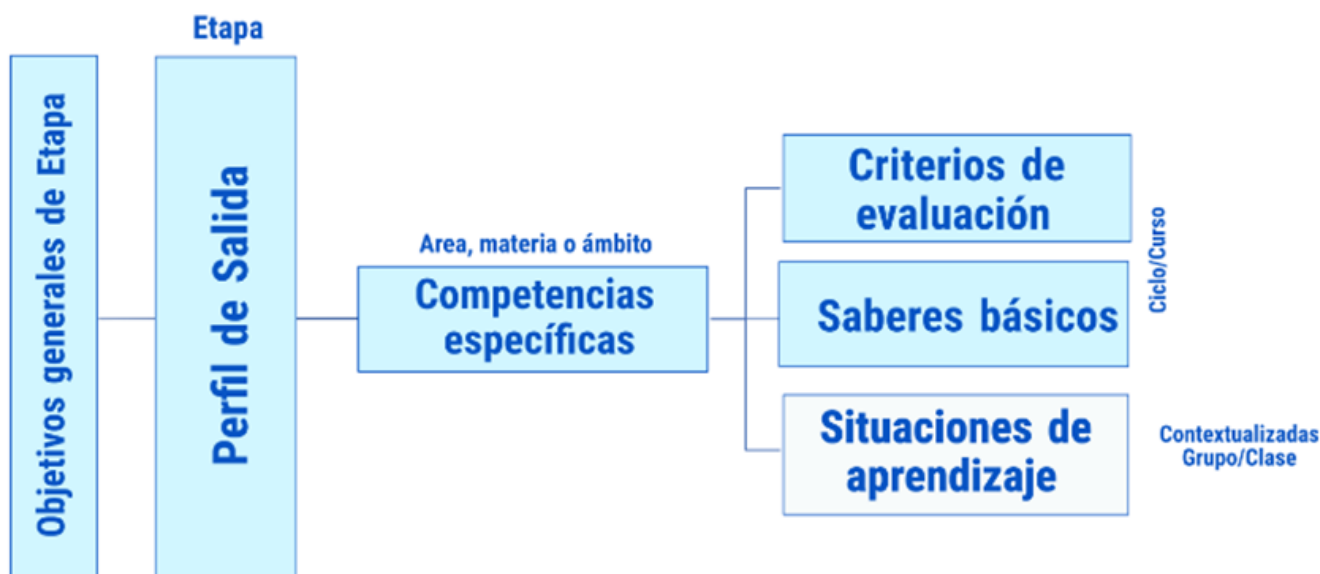 Objetivos generales de Etapa
Etapa
Perfil de Salida
Area, materia o ámbito
Competencias
específicas
Criterios de
evaluación
Saberes básicos
Ciclo/Curso
Situaciones de
aprendizaje
Contextualizadas
Grupo/Clase